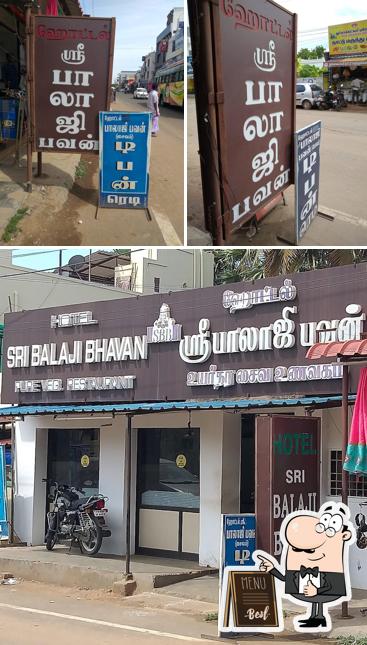 ஹோட்டல்
ஸ்ரீ
பா
லா
ஜி
பவன்
ஹோட்டல்
பாலாஜி பவன்
(சைவம்)
டி
ப
ன்
ரெடி
ஹோட்டல்
ஸ்ரீ
பா
லா
ஜி
பவன்
டி
ப
ன்
HOTEL
SRI BALAJI BHAVAN
PURE VEG. RESTAURANT
SBB
ஹோட்டல்
ஸ்ரீ பாலாஜி பவன்
உயர்தர சைவ உணவகம்
HOTEL
SRI
BALAJI
டி
MENU
Best